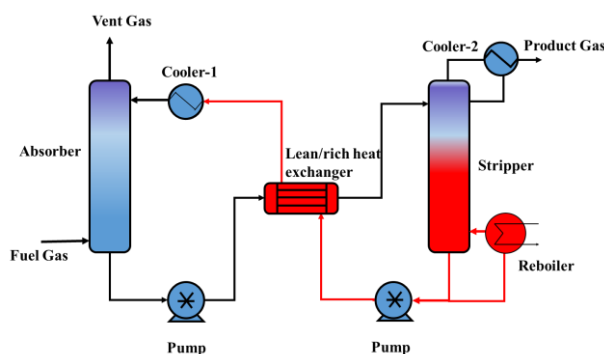 Vent Gas
Cooler-2
Product Gas
Cooler-1
Absorber
Lean/rich heat
exchanger
Stripper
Fuel Gas
Reboiler
Pump
Pump